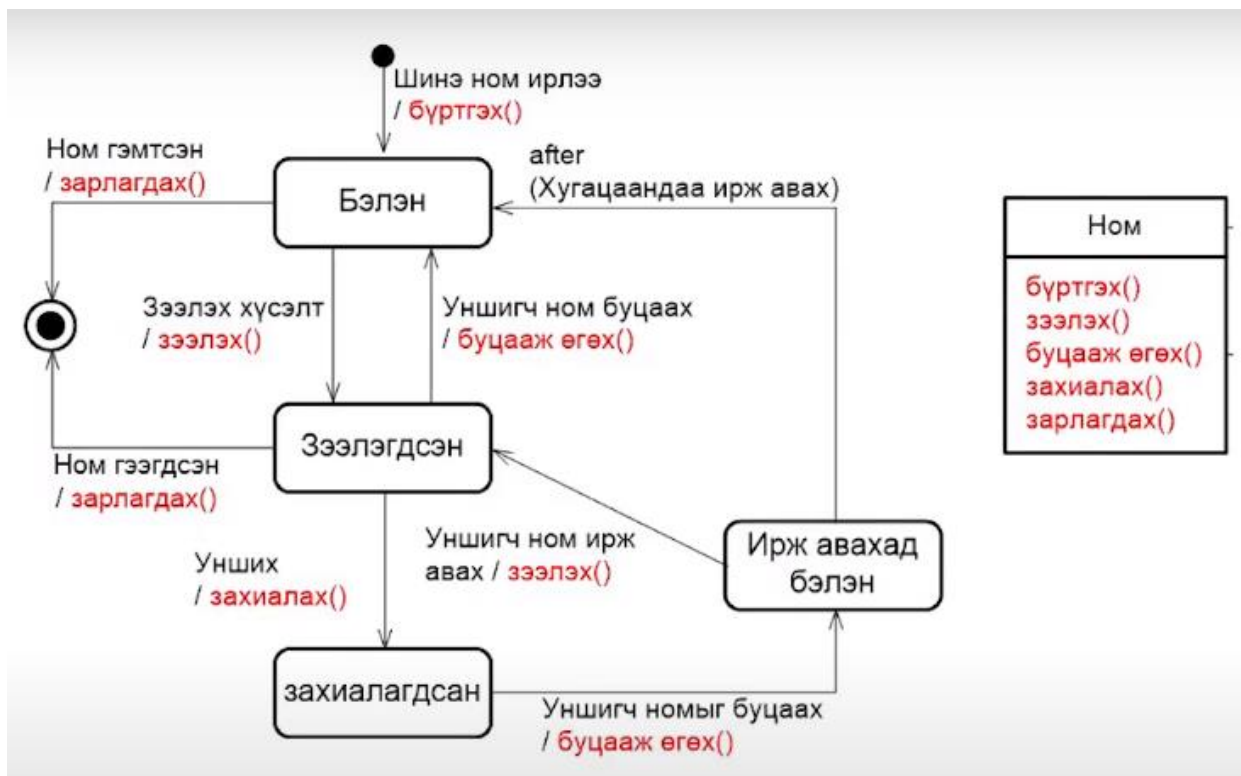 Шинэ ном ирлээ
/ бүртгэх()
Ном гэмтсэн
/ зарлагдах()
after
(Хугацаандаа ирж авах)
Бэлэн
Ном
бүртгэх()
зээлэх()
буцааж өгөх()
захиалах()
зарлагдах()
Зээлэх хүсэлт
/ зээлэх()
Уншигч ном буцаах
/ буцааж өгөх()
Зээлэгдсэн
Ном гээгдсэн
/ зарлагдах()
Унших
/ захиалах()
Уншигч ном ирж
авах / зээлэх()
Ирж авахад
бэлэн
захиалагдсан
Уншигч номыг буцаах
/ буцааж өгөх()